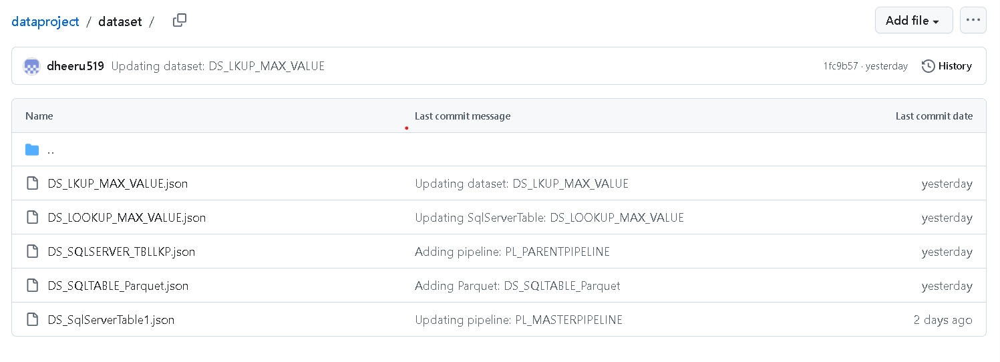 dataproject / dataset /
Add file
dheeru519 Updating dataset: DS_LKUP_MAX_VALUE 1fc9b57 · yesterday History
Name Last commit message Last commit date
..
DS_LKUP_MAX_VALUE.json Updating dataset: DS_LKUP_MAX_VALUE yesterday
DS_LOOKUP_MAX_VALUE.json Updating SqlServerTable: DS_LOOKUP_MAX_VALUE yesterday
DS_SQLSERVER_TBLLKP.json Adding pipeline: PL_PARENTPIPELINE yesterday
DS_SQLTABLE_Parquet.json Adding Parquet: DS_SQLTABLE_Parquet yesterday
DS_SqlServerTable1.json Updating pipeline: PL_MASTERPIPELINE 2 days ago